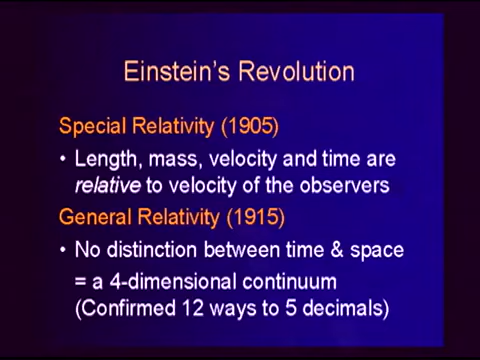 Einstein's Revolution
Special Relativity (1905)
• Length, mass, velocity and time are
relative to velocity of the observers
General Relativity (1915)
• No distinction between time & space
= a 4-dimensional continuum
(Confirmed 12 ways to 5 decimals)